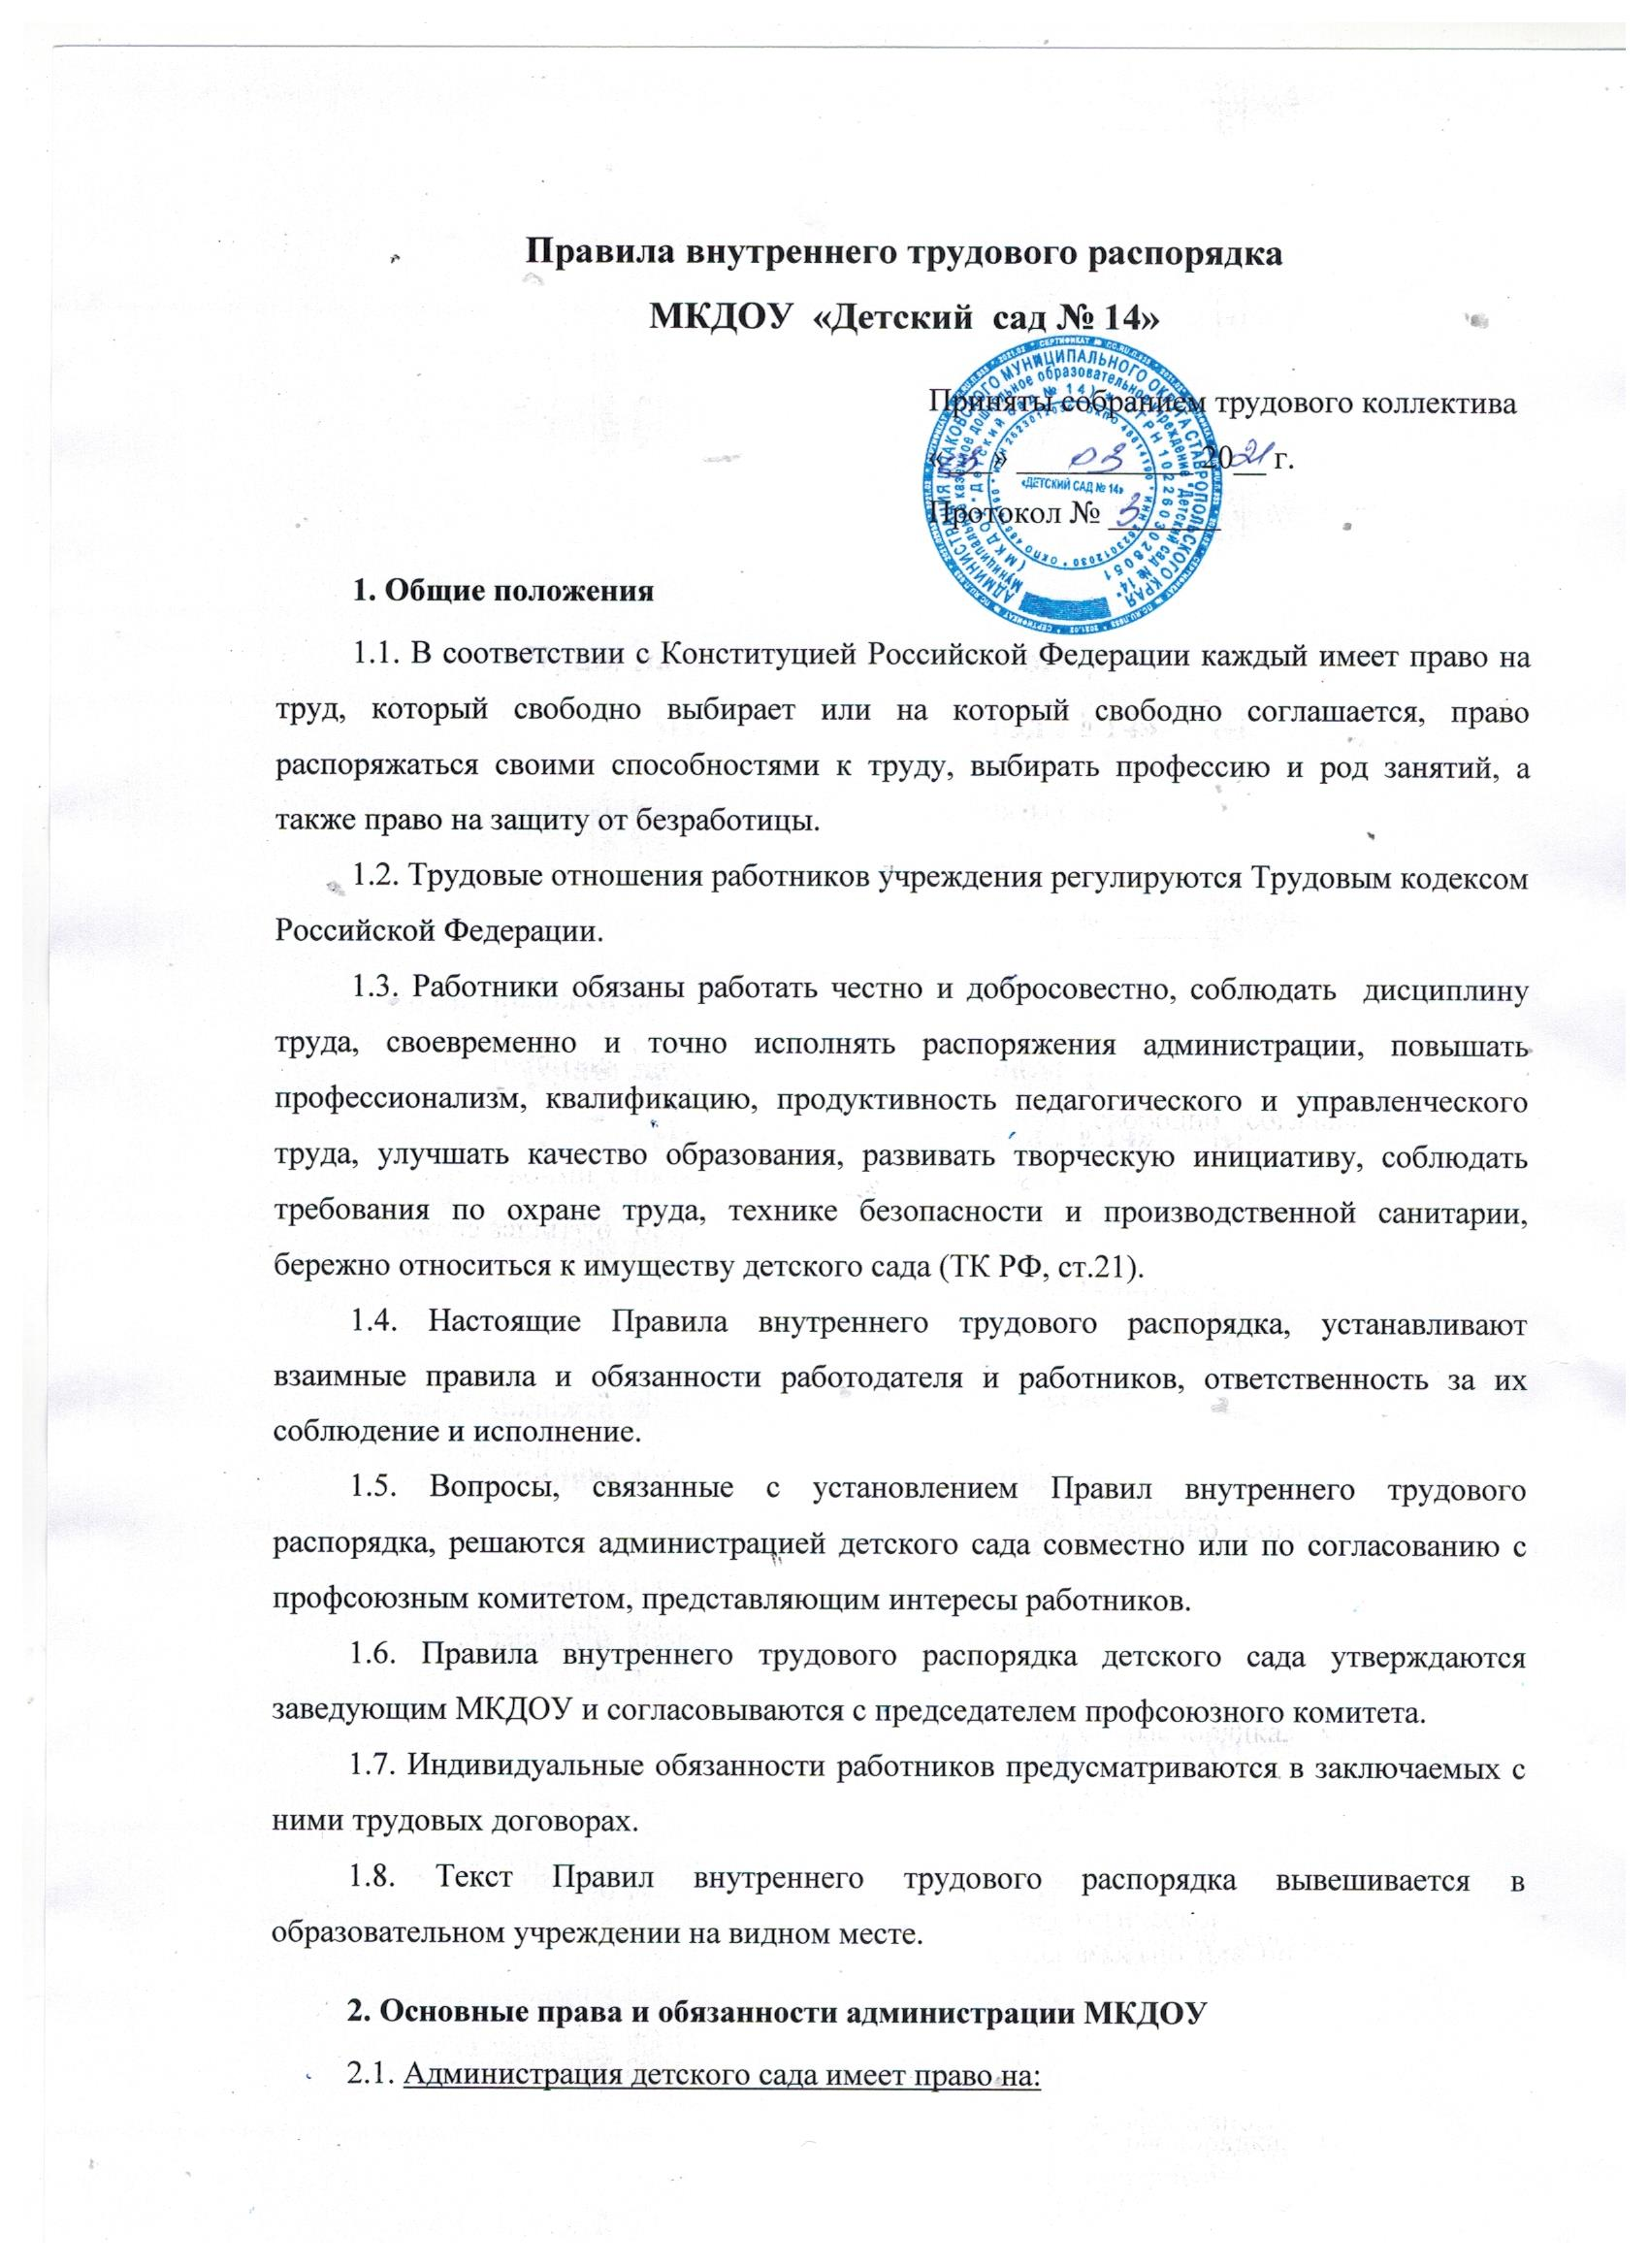 Правила внутреннего трудового распорядка
МКДОУ «Детский сад № 14»
Приняты собранием трудового коллектива
« » 03 2021 г.
Протокол № 3
«ДЕТСКИЙ САД № 14»
1. Общие положения
1.1. В соответствии с Конституцией Российской Федерации каждый имеет право на
труд, который свободно выбирает или на который свободно соглашается, право
распоряжаться своими способностями к труду, выбирать профессию и род занятий, а
также право на защиту от безработицы.
1.2. Трудовые отношения работников учреждения регулируются Трудовым кодексом
Российской Федерации.
1.3. Работники обязаны работать честно и добросовестно, соблюдать дисциплину
труда, своевременно и точно исполнять распоряжения администрации, повышать
профессионализм, квалификацию, продуктивность педагогического и управленческого
труда, улучшать качество образования, развивать творческую инициативу, соблюдать
требования по охране труда, технике безопасности и производственной санитарии,
бережно относиться к имуществу детского сада (ТК РФ, ст.21).
1.4. Настоящие Правила внутреннего трудового распорядка, устанавливают
взаимные правила и обязанности работодателя и работников, ответственность за их
соблюдение и исполнение.
1.5. Вопросы, связанные с установлением Правил внутреннего трудового
распорядка, решаются администрацией детского сада совместно или по согласованию с
профсоюзным комитетом, представляющим интересы работников.
1.6. Правила внутреннего трудового распорядка детского сада утверждаются
заведующим МКДОУ и согласовываются с председателем профсоюзного комитета.
1.7. Индивидуальные обязанности работников предусматриваются в заключаемых с
ними трудовых договорах.
1.8. Текст Правил внутреннего трудового распорядка вывешивается в
образовательном учреждении на видном месте.
2. Основные права и обязанности администрации МКДОУ
2.1. Администрация детского сада имеет право на: